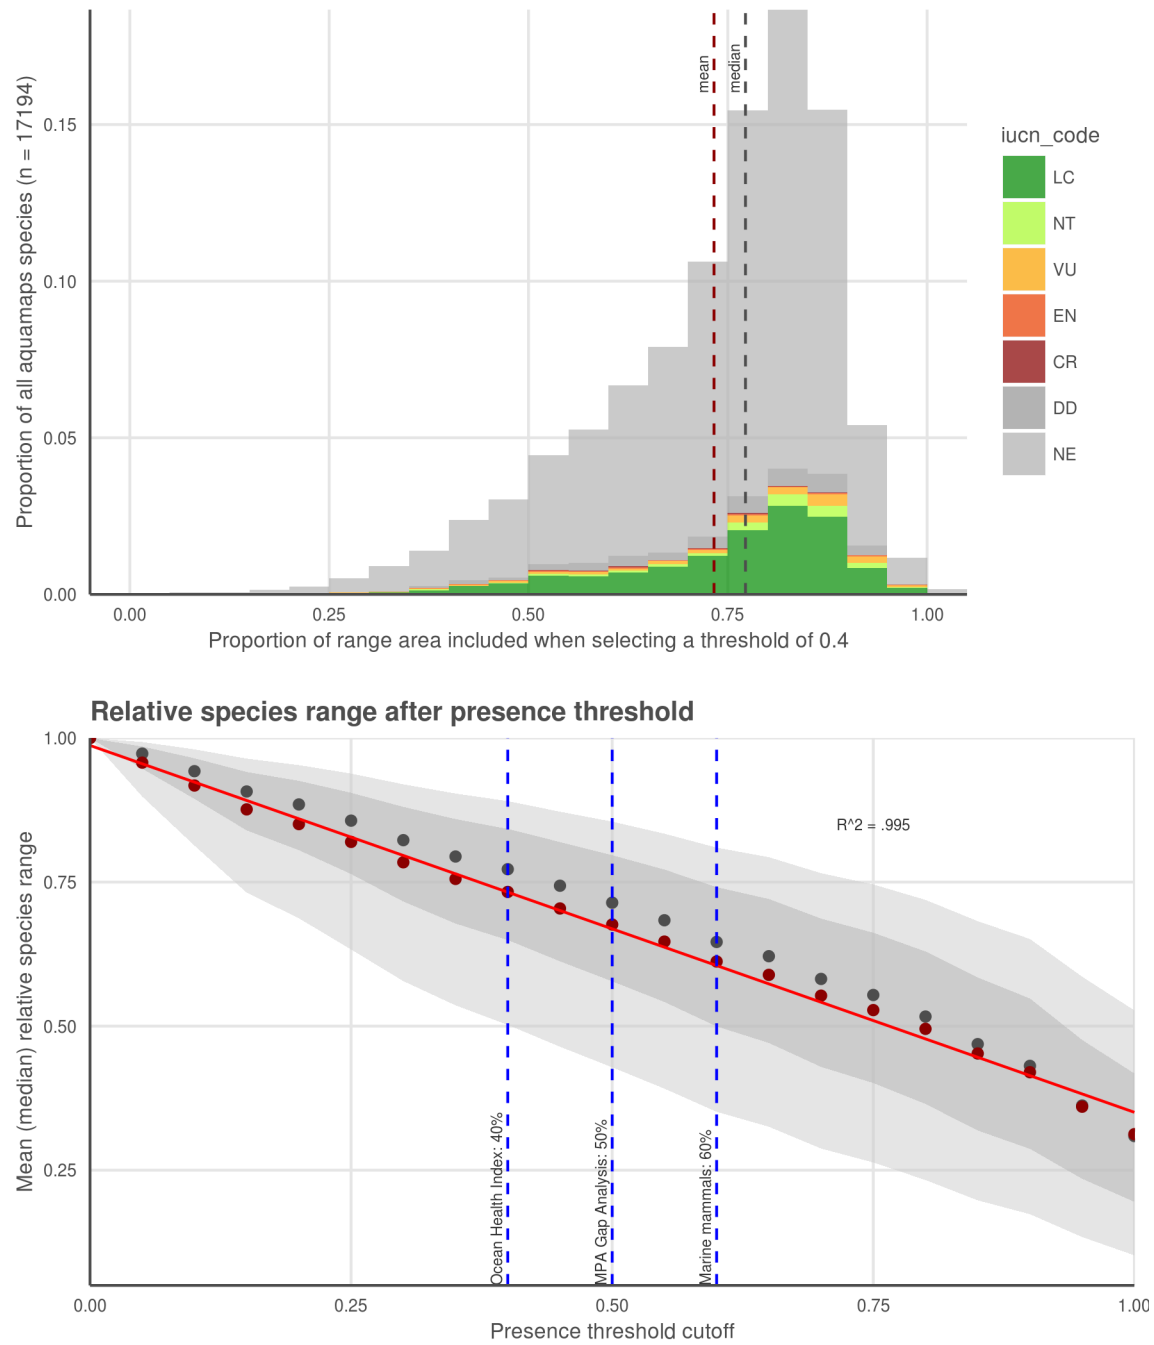 Proportion of all aquamaps species (n = 17194)
0.15
0.10
0.05
0.00
mean
median
0.00 0.25 0.50 0.75 1.00
Proportion of range area included when selecting a threshold of 0.4
iucn_code
LC
NT
VU
EN
CR
DD
NE
Relative species range after presence threshold
Mean (median) relative species range
1.00
0.75
0.50
0.25
R^2 = .995
Ocean Health Index: 40%
MPA Gap Analysis: 50%
Marine mammals: 60%
0.00 0.25 0.50 0.75 1.00
Presence threshold cutoff